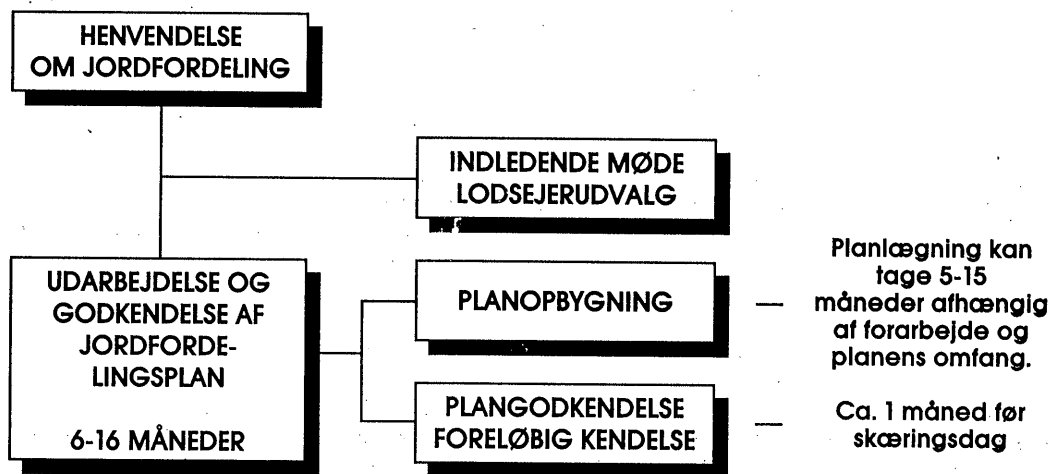 HENVENDELSE
OM JORDFORDELING
INDLEDENDE MØDE
LODSEJERUDVALG
UDARBEJDELSE OG
GODKENDELSE AF
JORDFORDE-
LINGSPLAN
6-16 MÅNEDER
PLANOPBYGNING
Planlægning kan
tage 5-15
måneder afhængig
af forarbejde og
planens omfang.
PLANGODKENDELSE
FORELØBIG KENDELSE
Ca. 1 måned før
skæringsdag